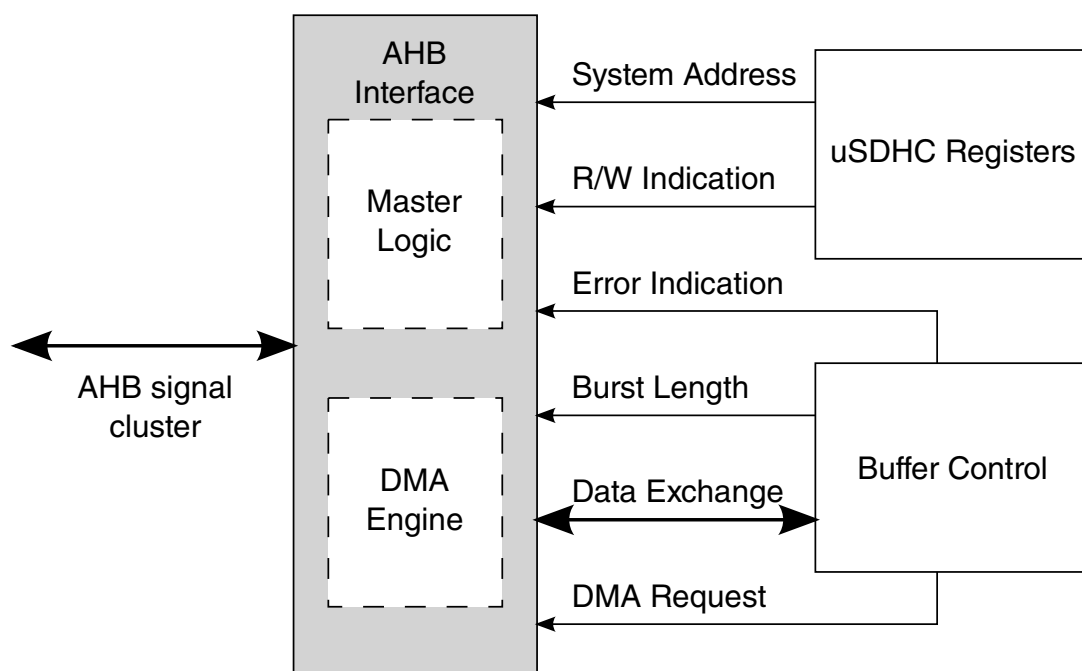 AHB
Interface
Master
Logic
DMA
Engine
AHB signal
cluster
System Address
R/W Indication
Error Indication
Burst Length
Data Exchange
DMA Request
uSDHC Registers
Buffer Control